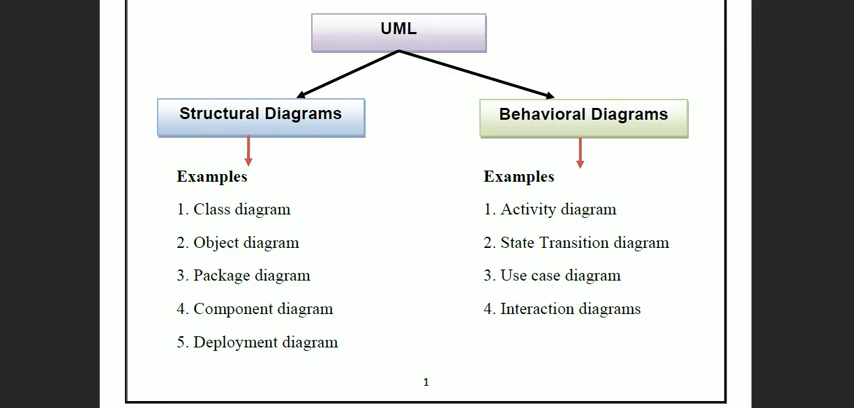 UML
Structural Diagrams
Behavioral Diagrams
Examples
1. Class diagram
2. Object diagram
3. Package diagram
4. Component diagram
5. Deployment diagram
Examples
1. Activity diagram
2. State Transition diagram
3. Use case diagram
4. Interaction diagrams
1